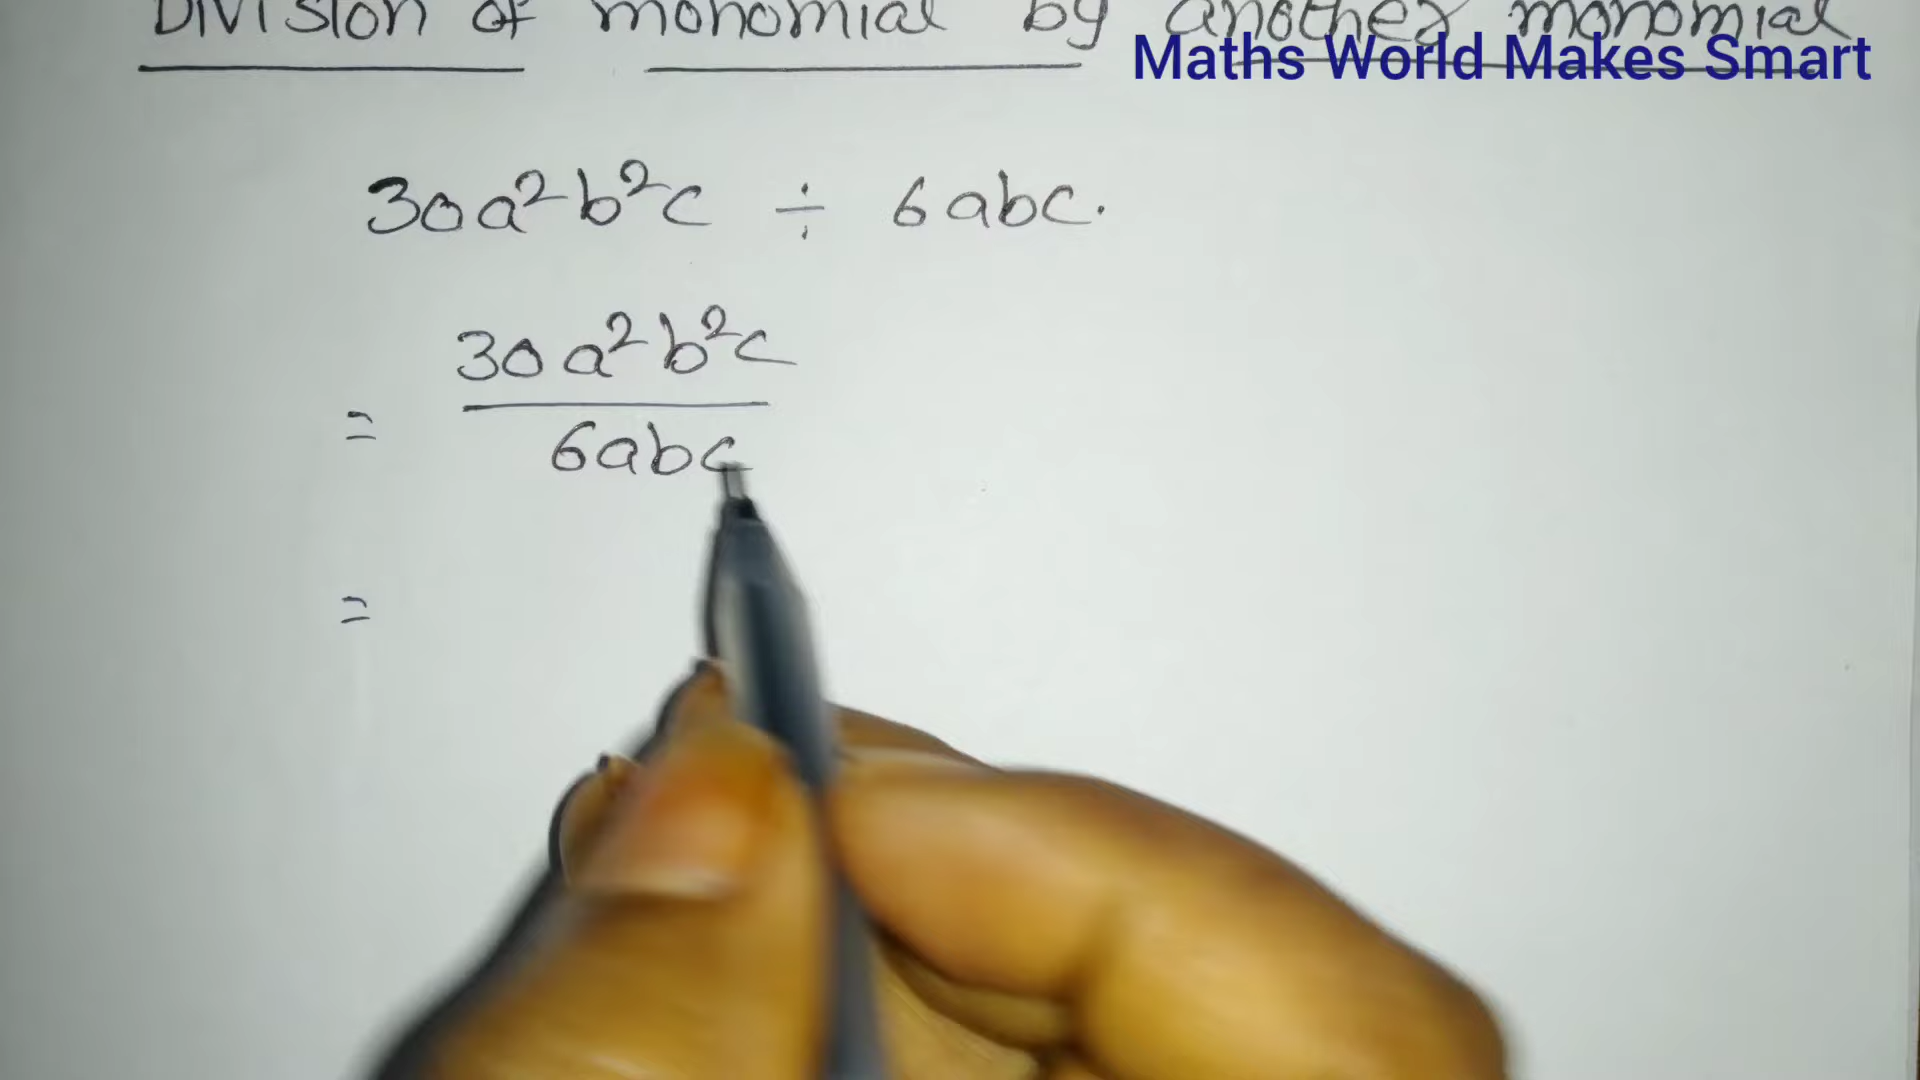 Division of monomial by another monomial
Maths World Makes Smart
30a²b²c ÷ 6abc.
30a²b²c
=
6abc
=